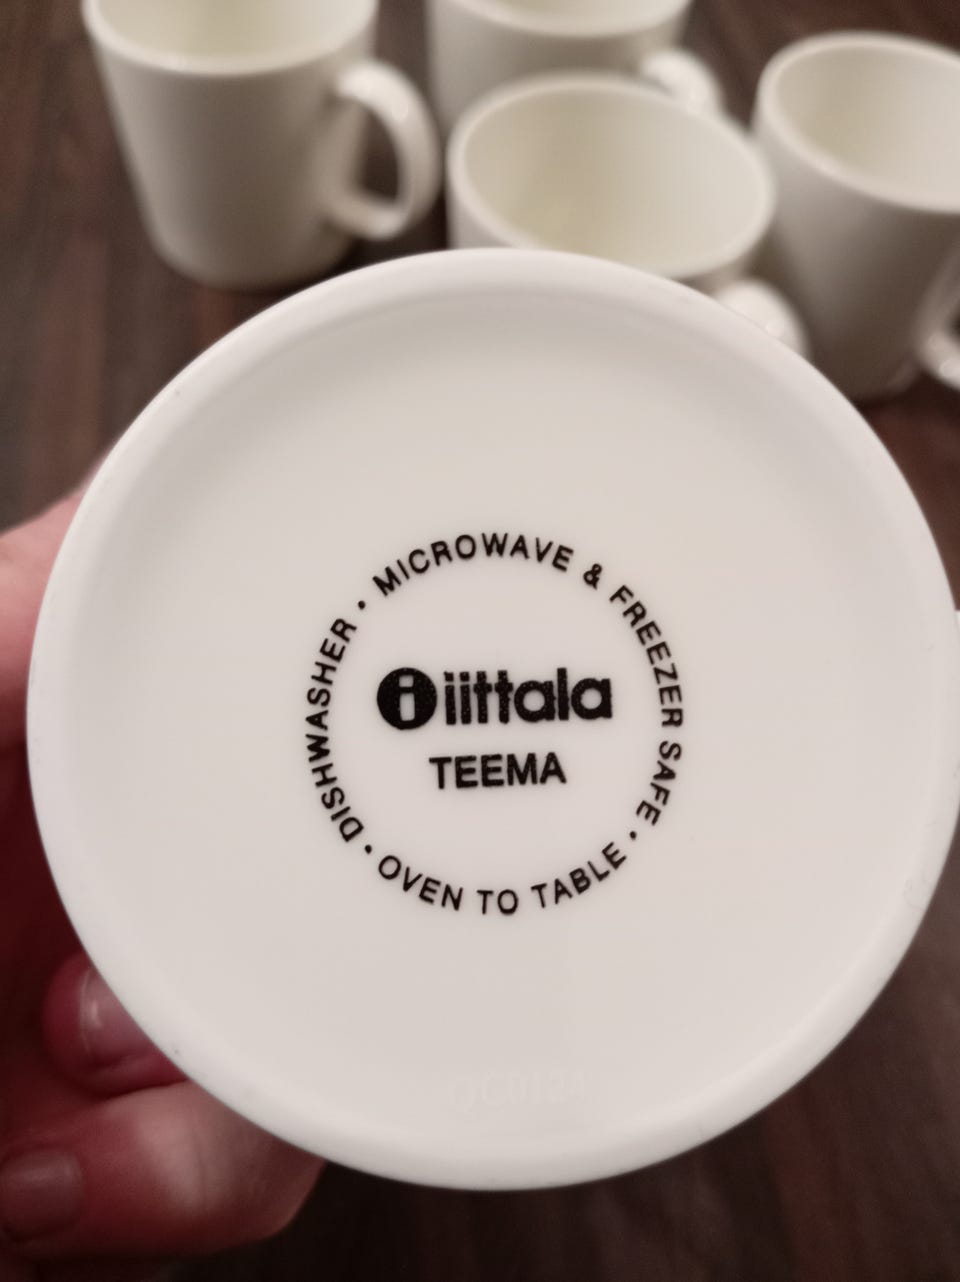 MICROWAVE & FREEZER SAFE •
OVEN TO TABLE •
DISHWASHER •
iittala
TEEMA